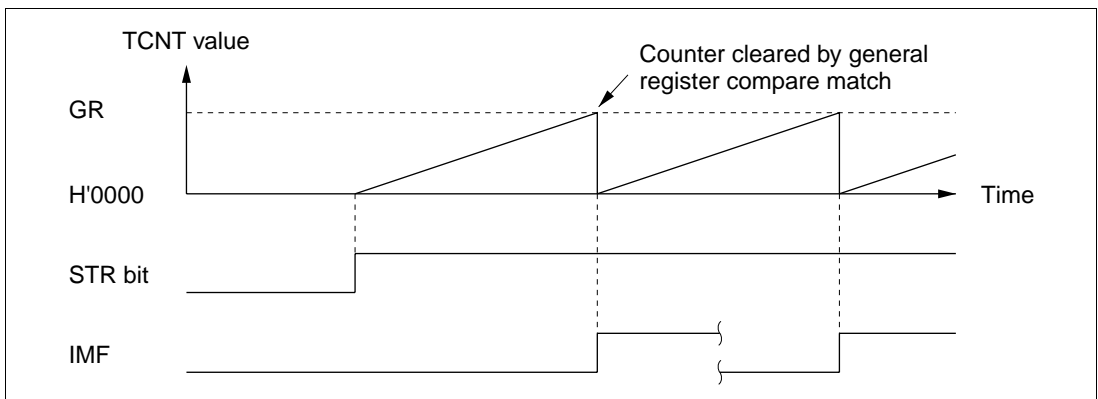 TCNT value
Counter cleared by general
register compare match
GR
H'0000
Time
STR bit
IMF